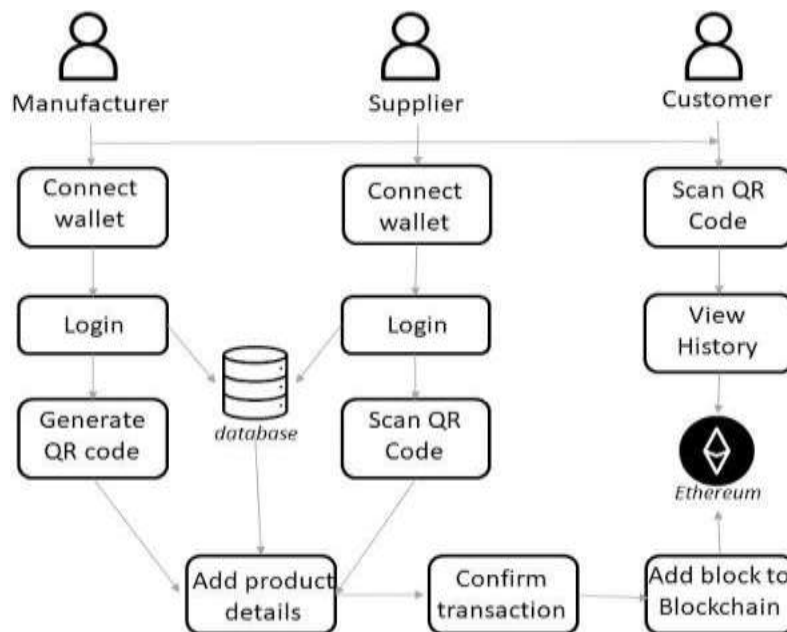 Manufacturer
Supplier
Customer
Connect
wallet
Connect
wallet
Scan QR
Code
Login
Login
View
History
Generate
QR code
database
Scan QR
Code
Ethereum
Add product
details
Confirm
transaction
Add block to
Blockchain